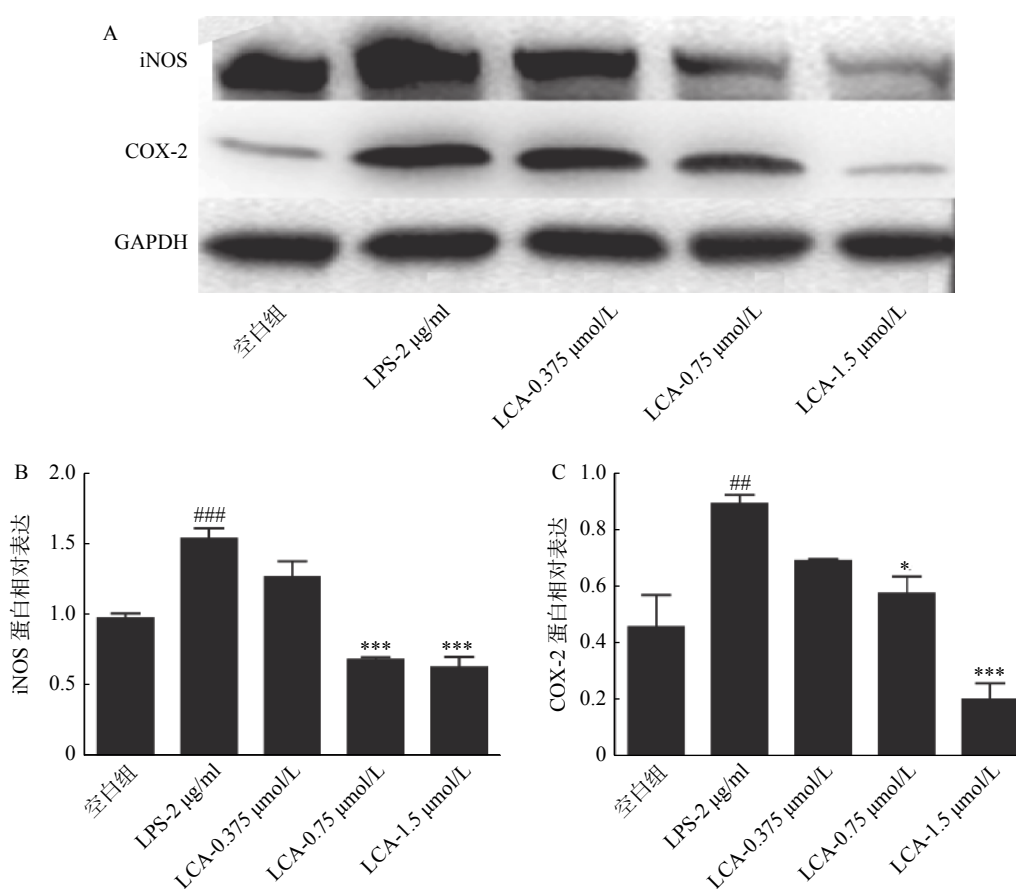 A
iNOS
COX-2
GAPDH
空白组
LPS-2 μg/ml
LCA-0.375 μmol/L
LCA-0.75 μmol/L
LCA-1.5 μmol/L
B
iNOS 蛋白相对表达
2.0
1.5
1.0
0.5
0
###
***
***
空白组
LPS-2 μg/ml
LCA-0.375 μmol/L
LCA-0.75 μmol/L
LCA-1.5 μmol/L
C
COX-2 蛋白相对表达
1.0
0.8
0.6
0.4
0.2
0
##
*
***
空白组
LPS-2 μg/ml
LCA-0.375 μmol/L
LCA-0.75 μmol/L
LCA-1.5 μmol/L